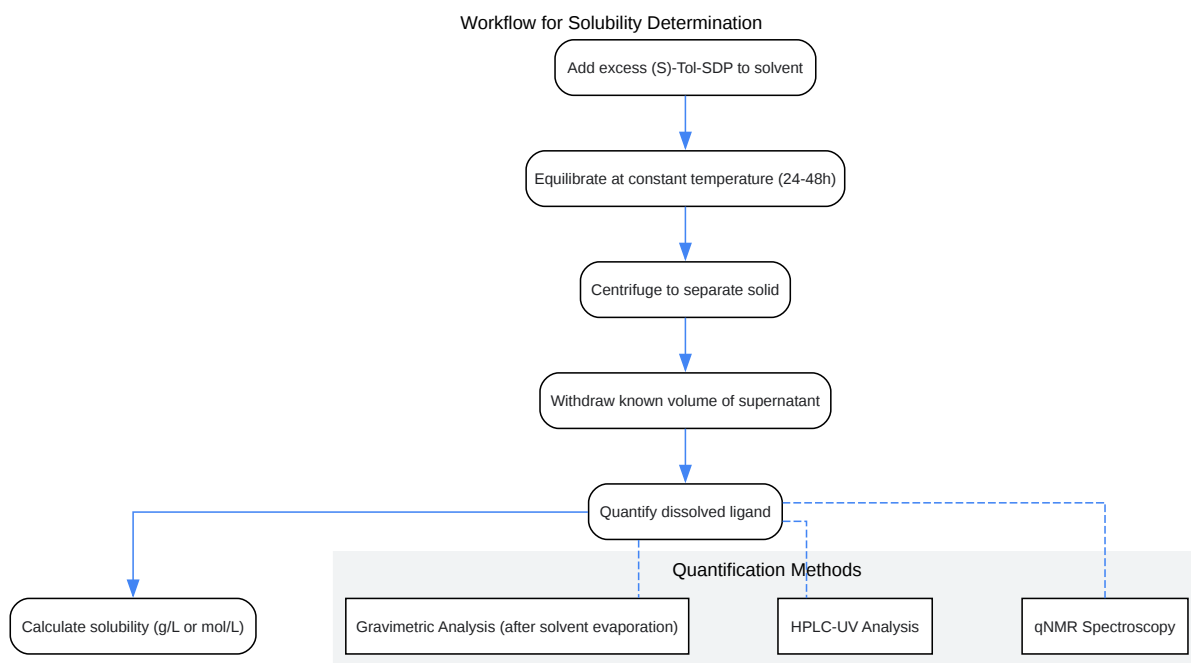 Workflow for Solubility Determination
Add excess (S)-Tol-SDP to solvent
Equilibrate at constant temperature (24-48h)
Centrifuge to separate solid
Withdraw known volume of supernatant
Quantify dissolved ligand
Quantification Methods
Calculate solubility (g/L or mol/L)
Gravimetric Analysis (after solvent evaporation)
HPLC-UV Analysis
qNMR Spectroscopy